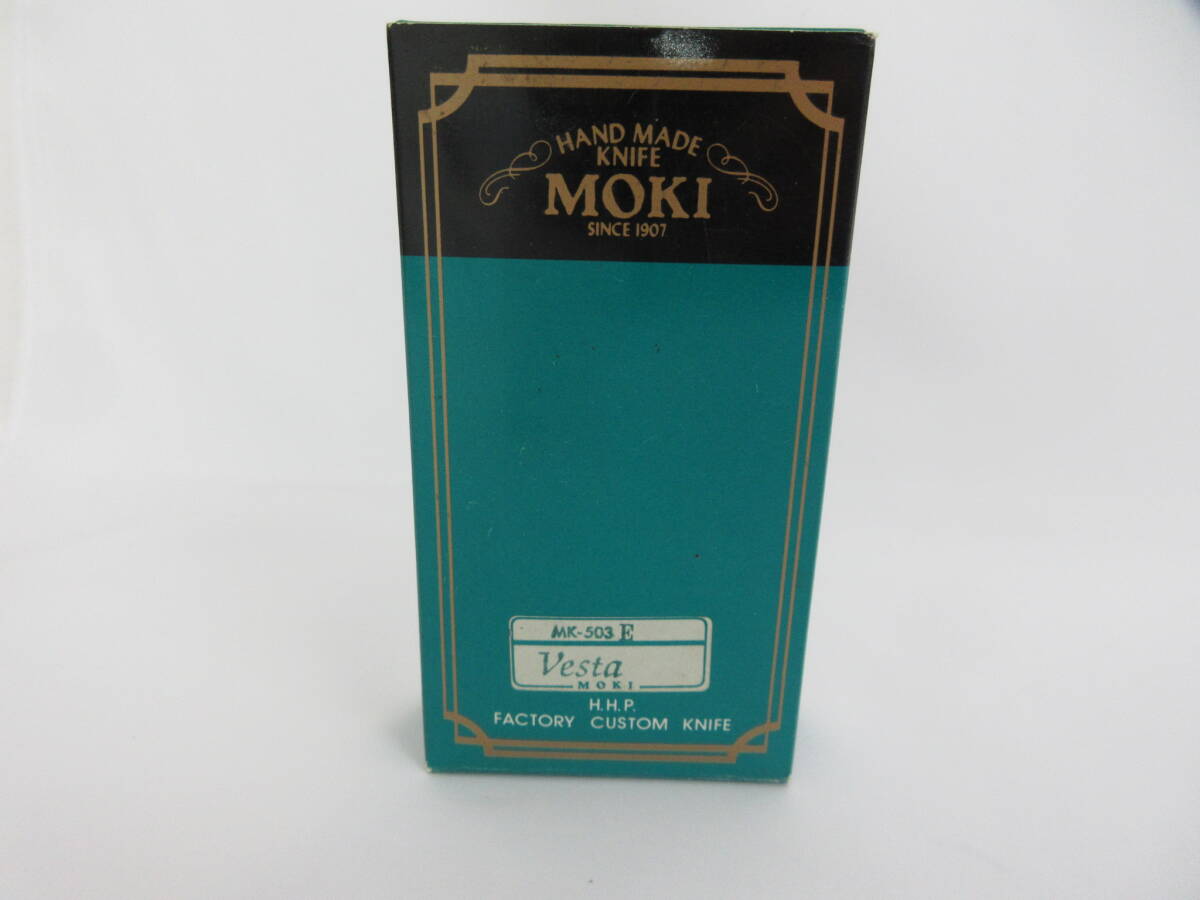 HAND MADE
KNIFE
MOKI
SINCE 1907
MK-503 E
Vesta
MOKI
H.H.P.
FACTORY CUSTOM KNIFE